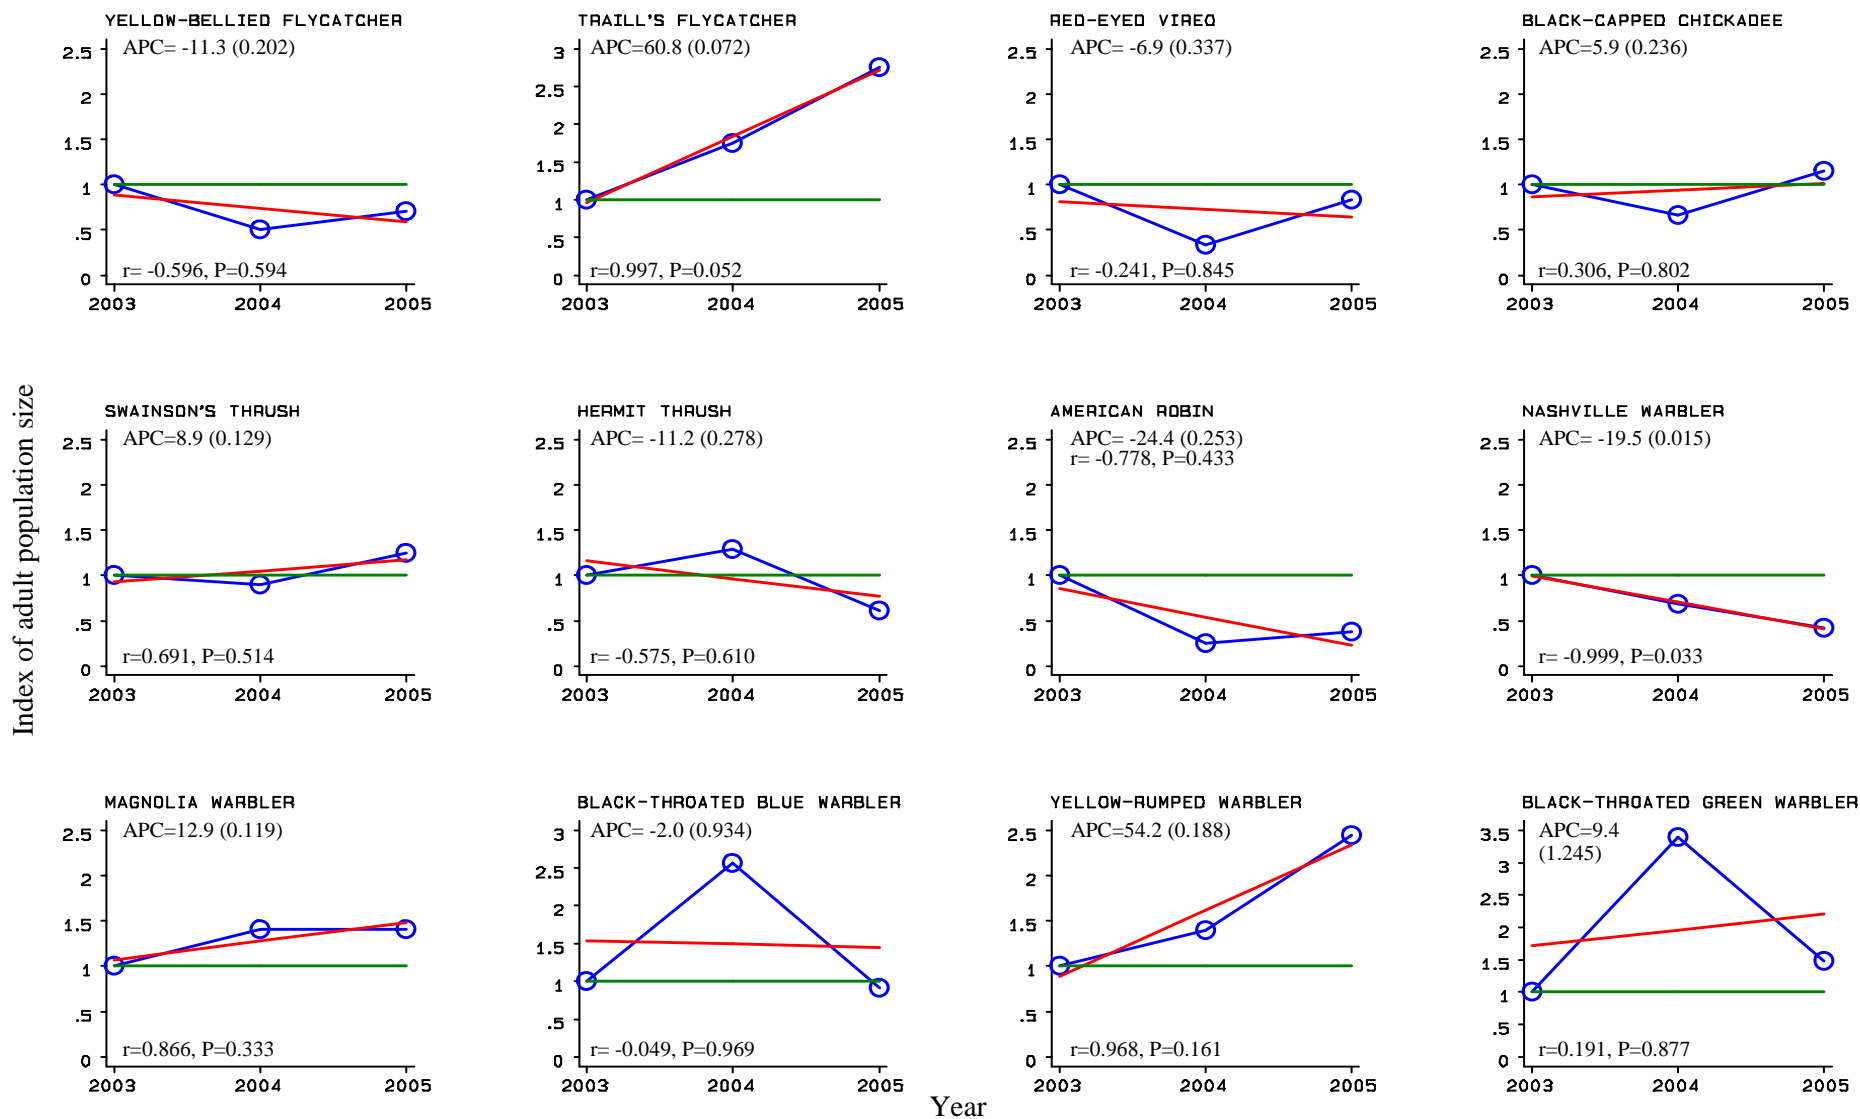 YELLOW-BELLIED FLYCATCHER
APC= -11.3 (0.202)
2.5
2
1.5
1
.5
0
r= -0.596, P=0.594
2003 2004 2005
TRAILL'S FLYCATCHER
APC=60.8 (0.072)
3
2.5
2
1.5
1
.5
0
r=0.997, P=0.052
2003 2004 2005
RED-EYED VIREO
APC= -6.9 (0.337)
2.5
2
1.5
1
.5
0
r= -0.241, P=0.845
2003 2004 2005
BLACK-CAPPED CHICKADEE
APC=5.9 (0.236)
2.5
2
1.5
1
.5
0
r=0.306, P=0.802
2003 2004 2005
Index of adult population size
SWAINSON'S THRUSH
APC=8.9 (0.129)
2.5
2
1.5
1
.5
0
r=0.691, P=0.514
2003 2004 2005
HERMIT THRUSH
APC= -11.2 (0.278)
2.5
2
1.5
1
.5
0
r= -0.575, P=0.610
2003 2004 2005
AMERICAN ROBIN
APC= -24.4 (0.253)
r= -0.778, P=0.433
2.5
2
1.5
1
.5
0
2003 2004 2005
NASHVILLE WARBLER
APC= -19.5 (0.015)
2.5
2
1.5
1
.5
0
r= -0.999, P=0.033
2003 2004 2005
MAGNOLIA WARBLER
APC=12.9 (0.119)
2.5
2
1.5
1
.5
0
r=0.866, P=0.333
2003 2004 2005
BLACK-THROATED BLUE WARBLER
APC= -2.0 (0.934)
3
2.5
2
1.5
1
.5
0
r= -0.049, P=0.969
2003 2004 2005
YELLOW-RUMPED WARBLER
APC=54.2 (0.188)
2.5
2
1.5
1
.5
0
r=0.968, P=0.161
2003 2004 2005
BLACK-THROATED GREEN WARBLER
APC=9.4
(1.245)
3.5
3
2.5
2
1.5
1
.5
0
r=0.191, P=0.877
2003 2004 2005
Year